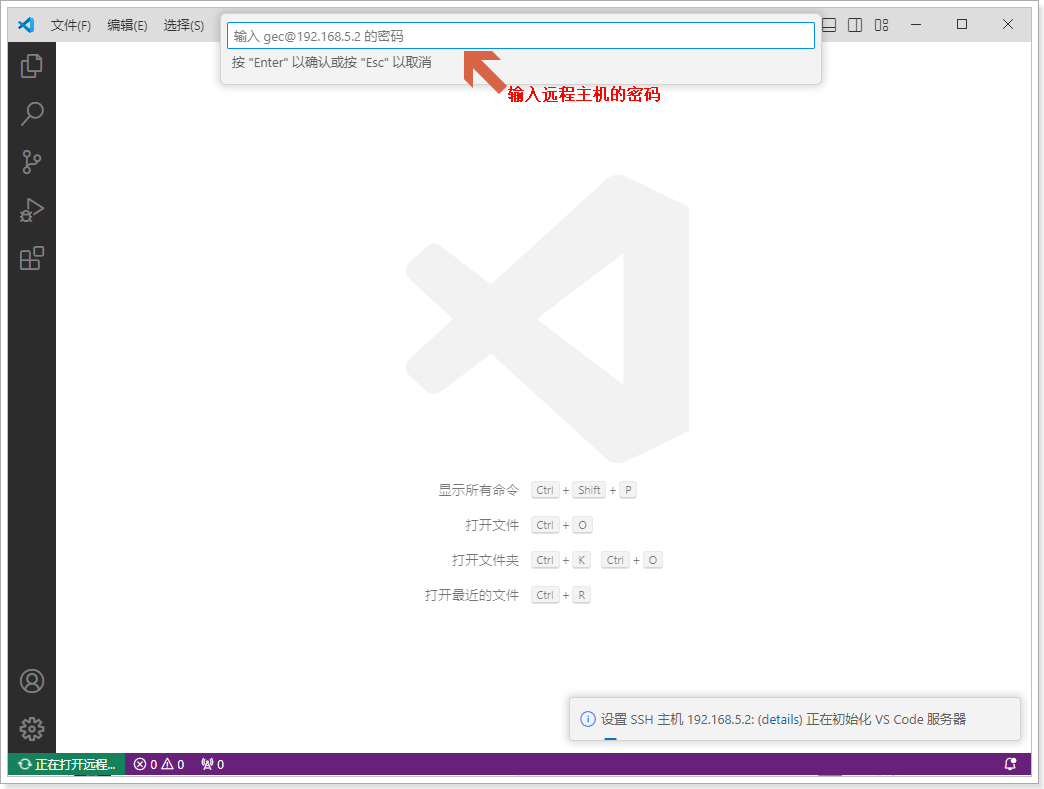 文件(F) 编辑(E) 选择(S)
输入 gec@192.168.5.2 的密码
按 "Enter" 以确认或按 "Esc" 以取消
输入远程主机的密码
显示所有命令 Ctrl + Shift + P
打开文件 Ctrl + O
打开文件夹 Ctrl + K Ctrl + O
打开最近的文件 Ctrl + R
设置 SSH 主机 192.168.5.2: (details) 正在初始化 VS Code 服务器
正在打开远程... 0 0 0